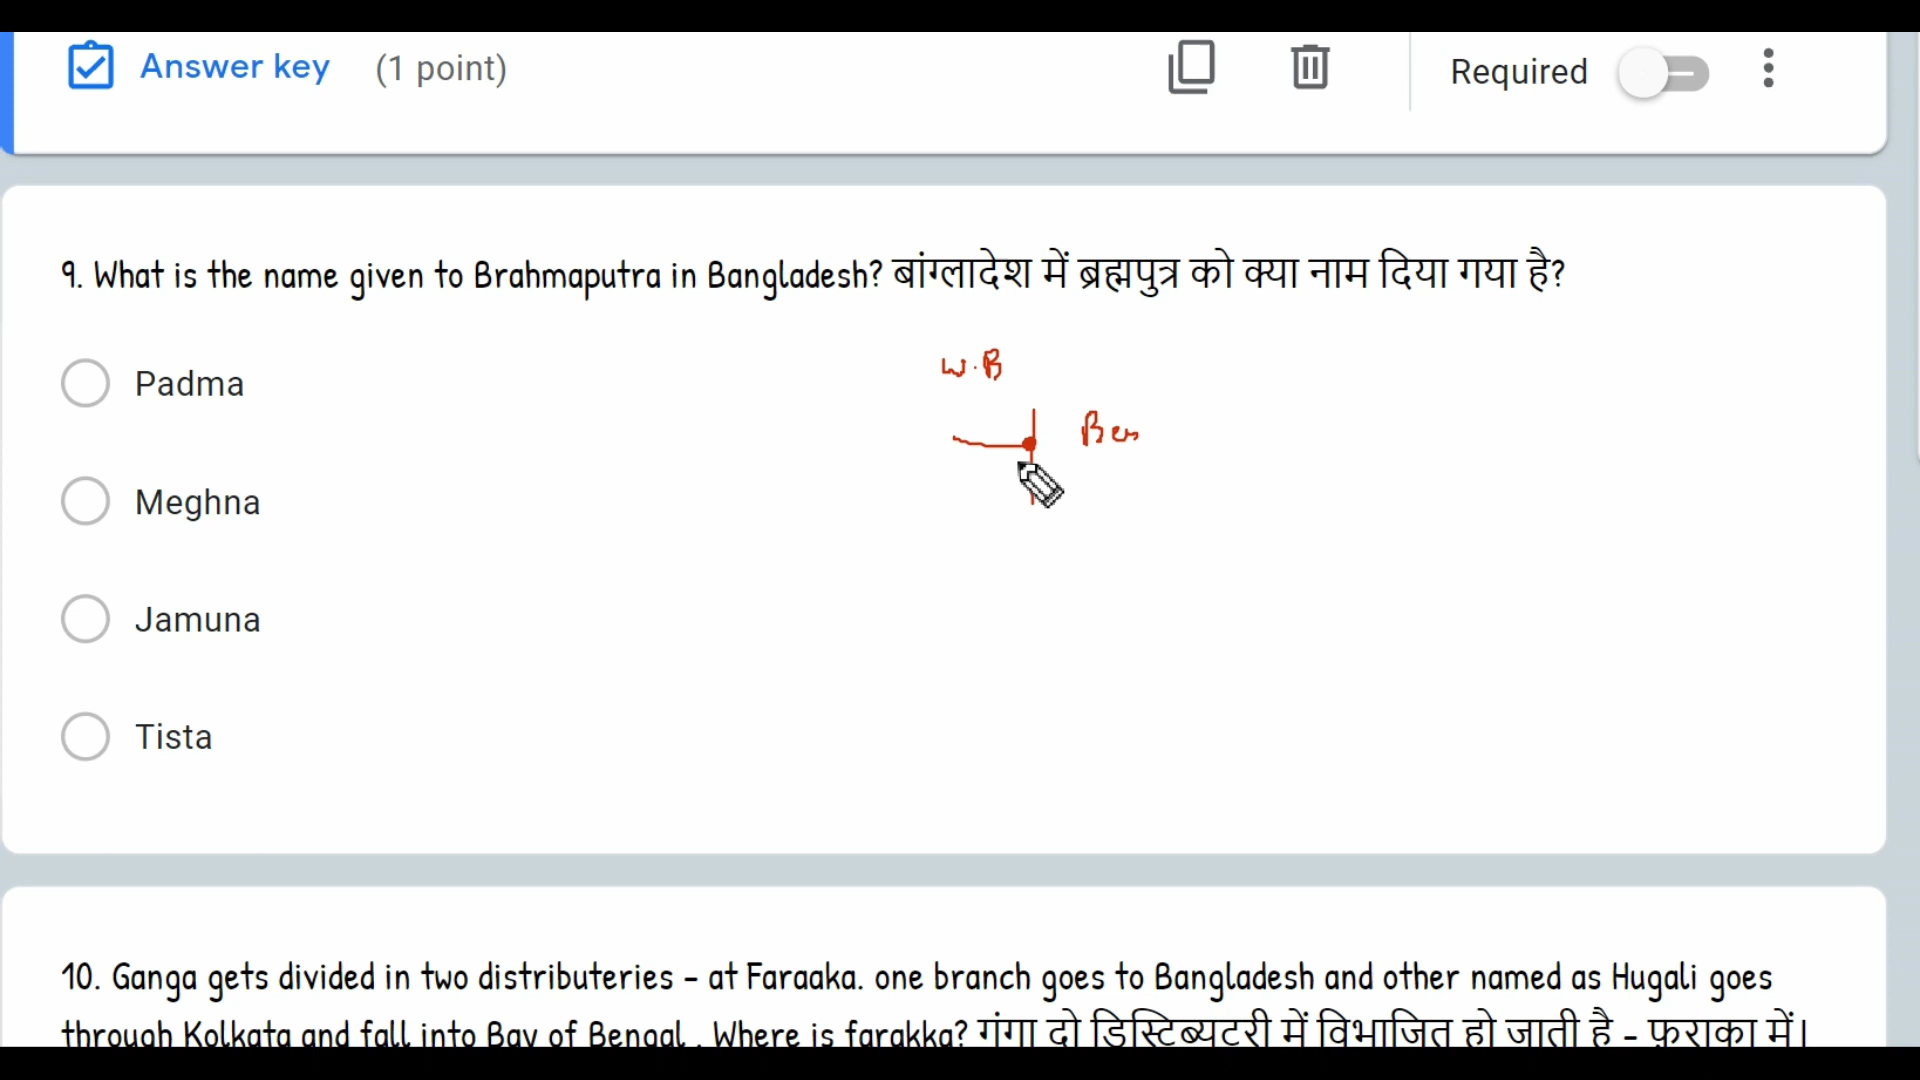 Answer key (1 point) Required
9. What is the name given to Brahmaputra in Bangladesh? बांग्लादेश में ब्रह्मपुत्र को क्या नाम दिया गया है?
W.B
Padma
Ben
Meghna
Jamuna
Tista
10. Ganga gets divided in two distributeries - at Faraaka. one branch goes to Bangladesh and other named as Hugali goes
through Kolkata and fall into Bay of Bengal . Where is farakka? गंगा दो डिस्टिब्यूटरी में विभाजित हो जाती है - फ़राका में।